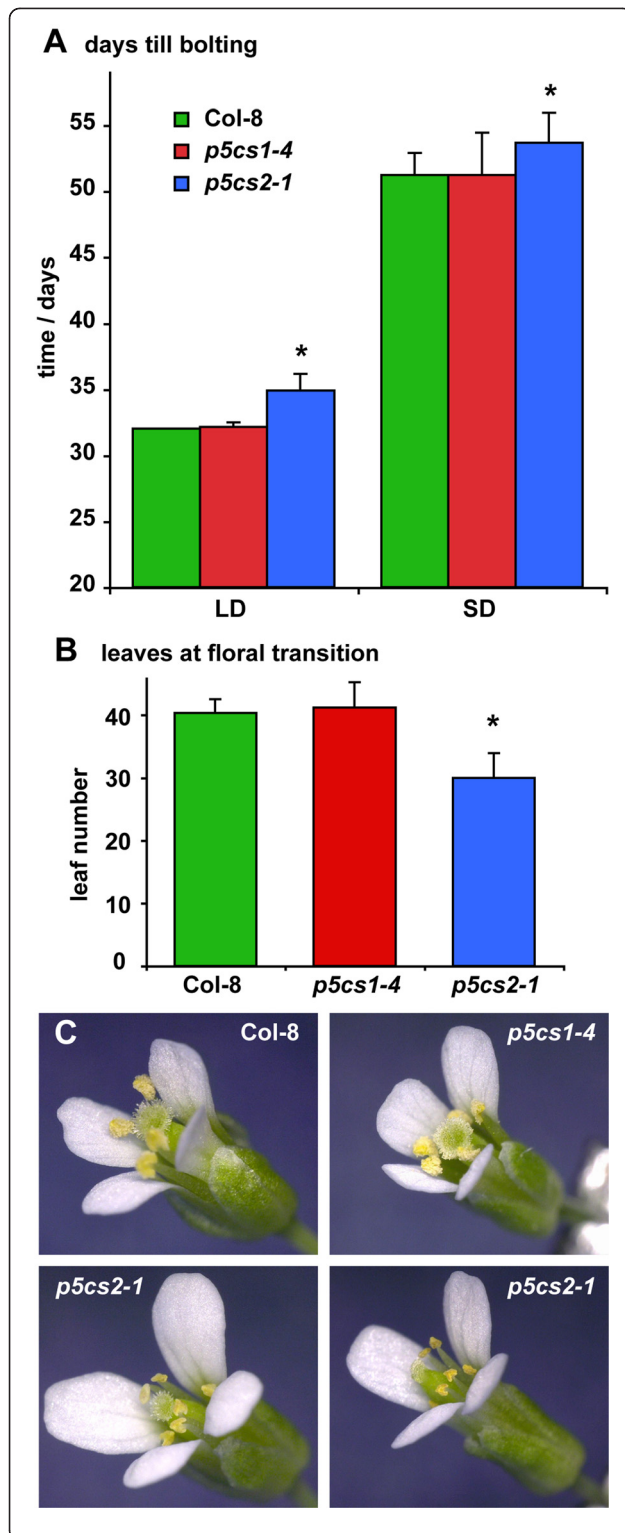 A days till bolting
Col-8
p5cs1-4
p5cs2-1
time / days
55
50
45
40
35
30
25
20
*
*
LD
SD
B leaves at floral transition
leaf number
40
30
20
10
0
*
Col-8
p5cs1-4
p5cs2-1
C
Col-8
p5cs1-4
p5cs2-1
p5cs2-1